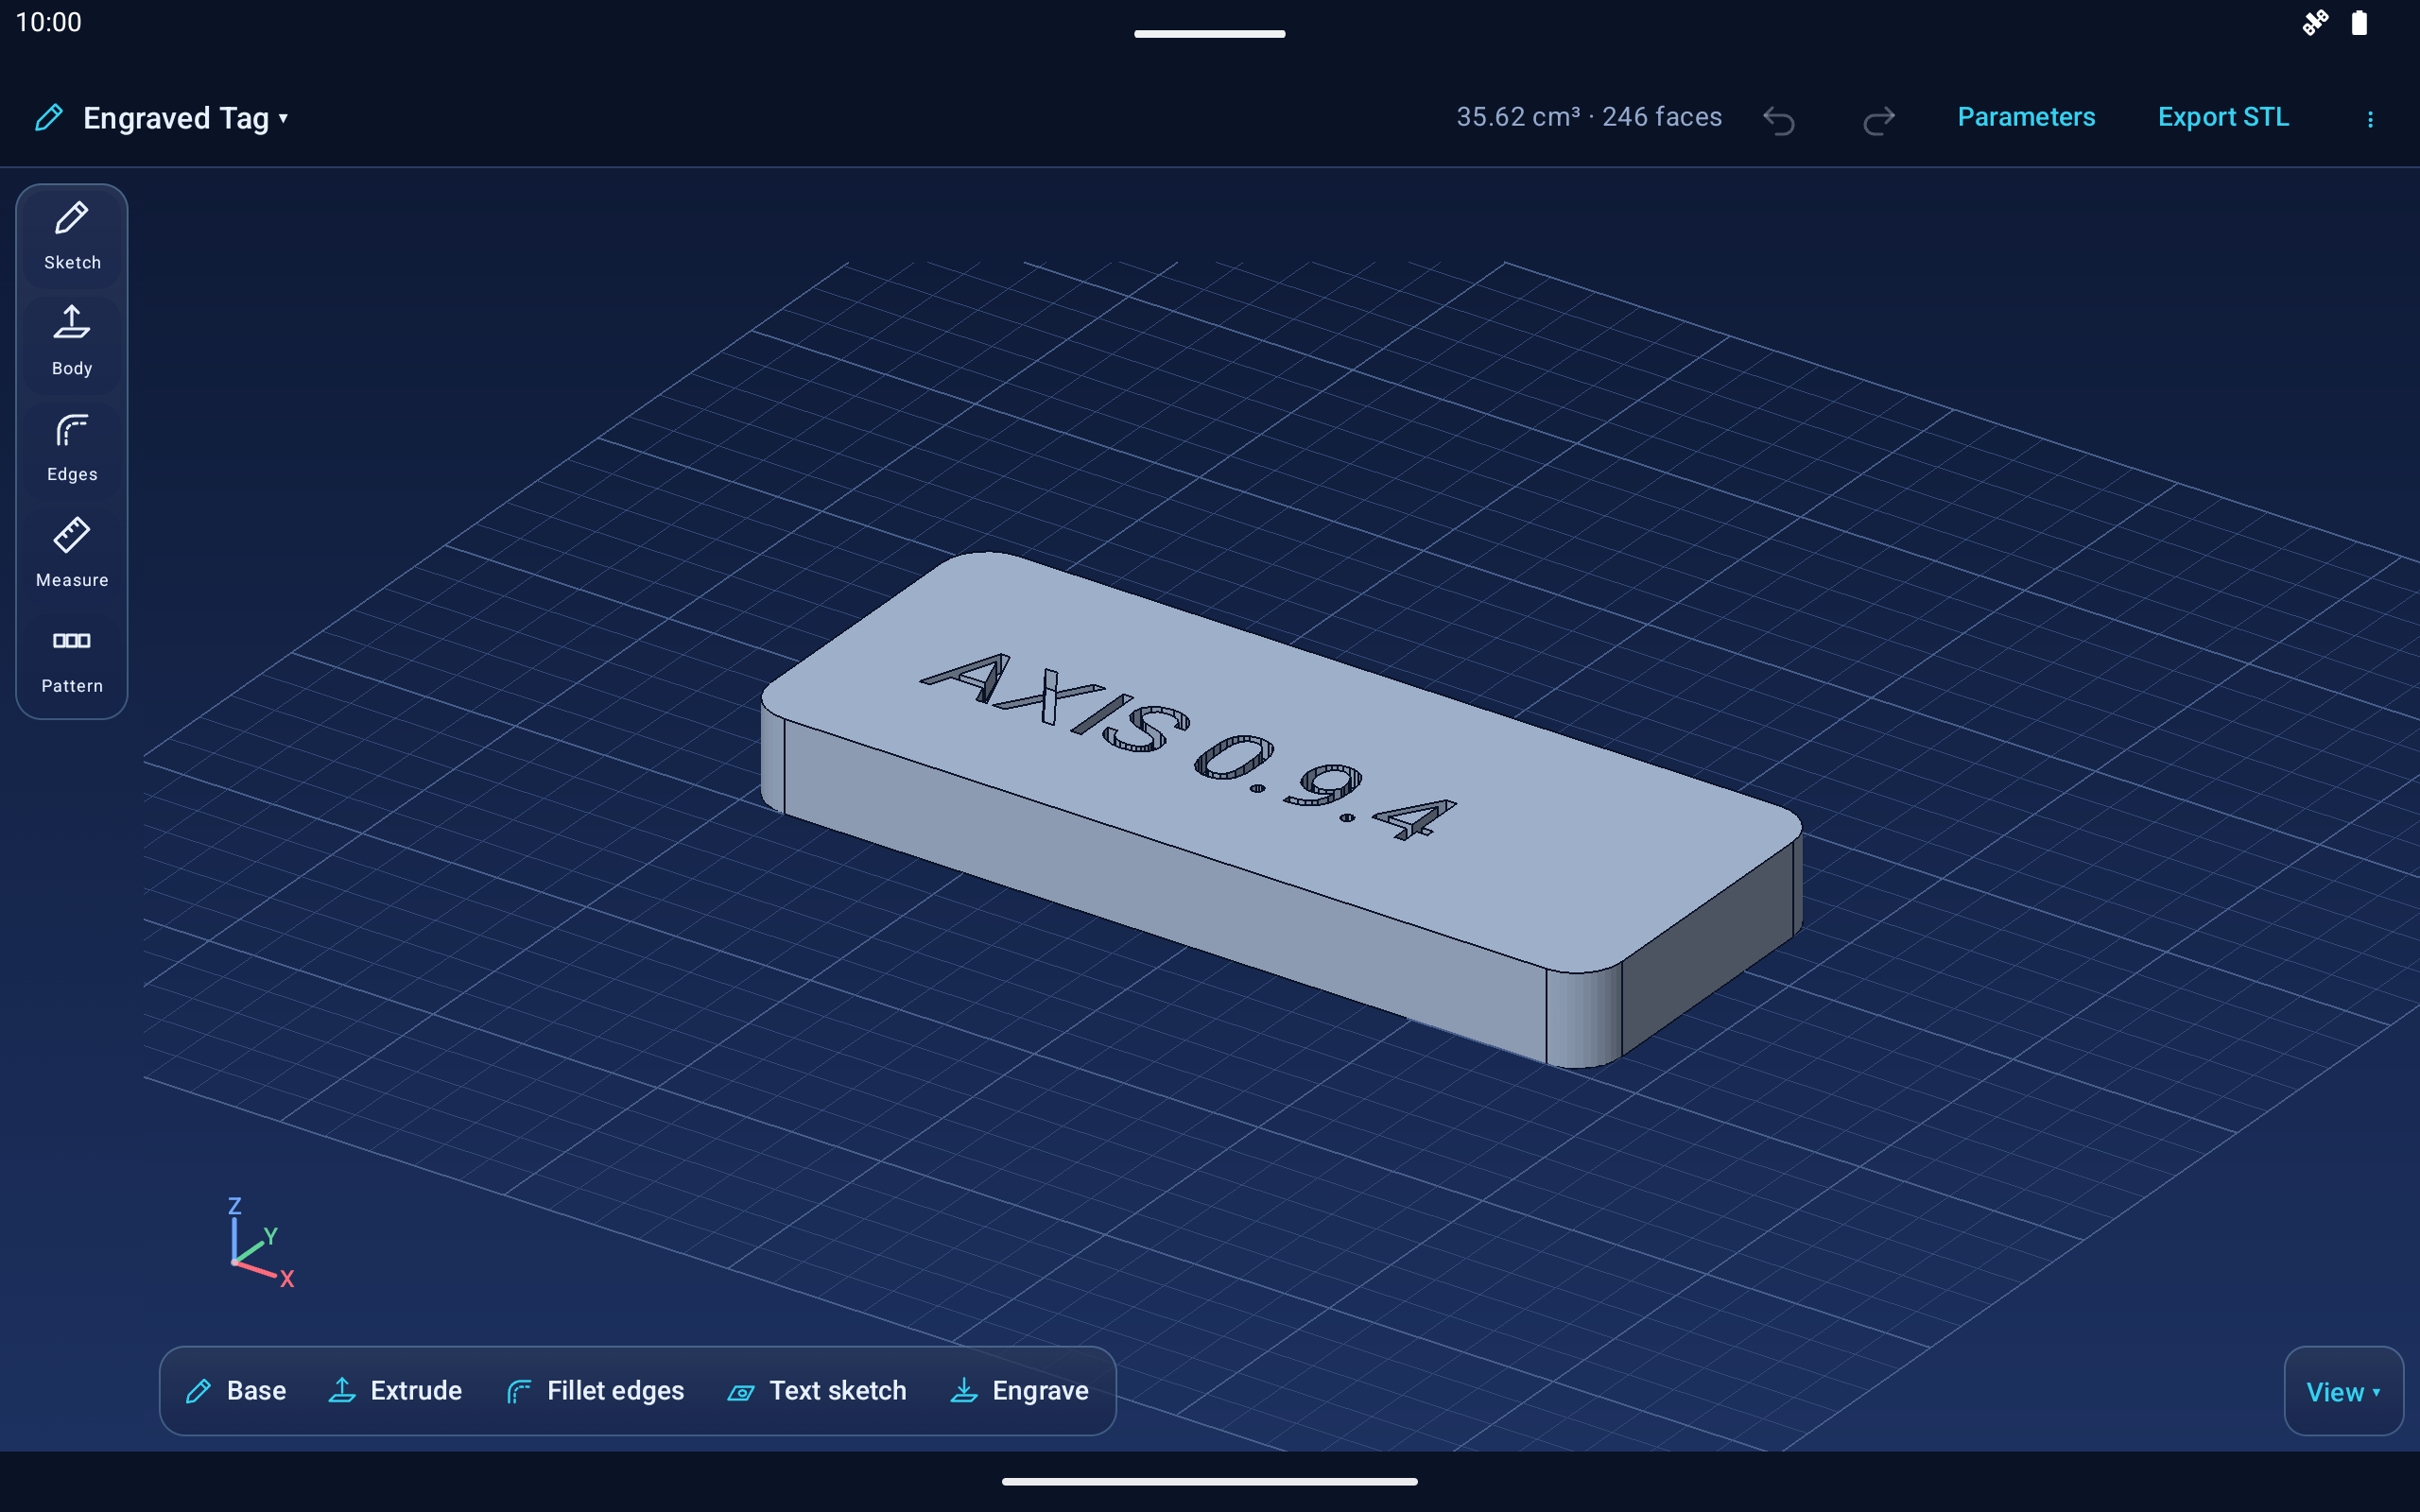 10:00
Engraved Tag
35.62 cm³ · 246 faces
Parameters
Export STL
Sketch
Body
Edges
Measure
Pattern
AXIS 0.9.4
Z
Y
X
Base
Extrude
Fillet edges
Text sketch
Engrave
View